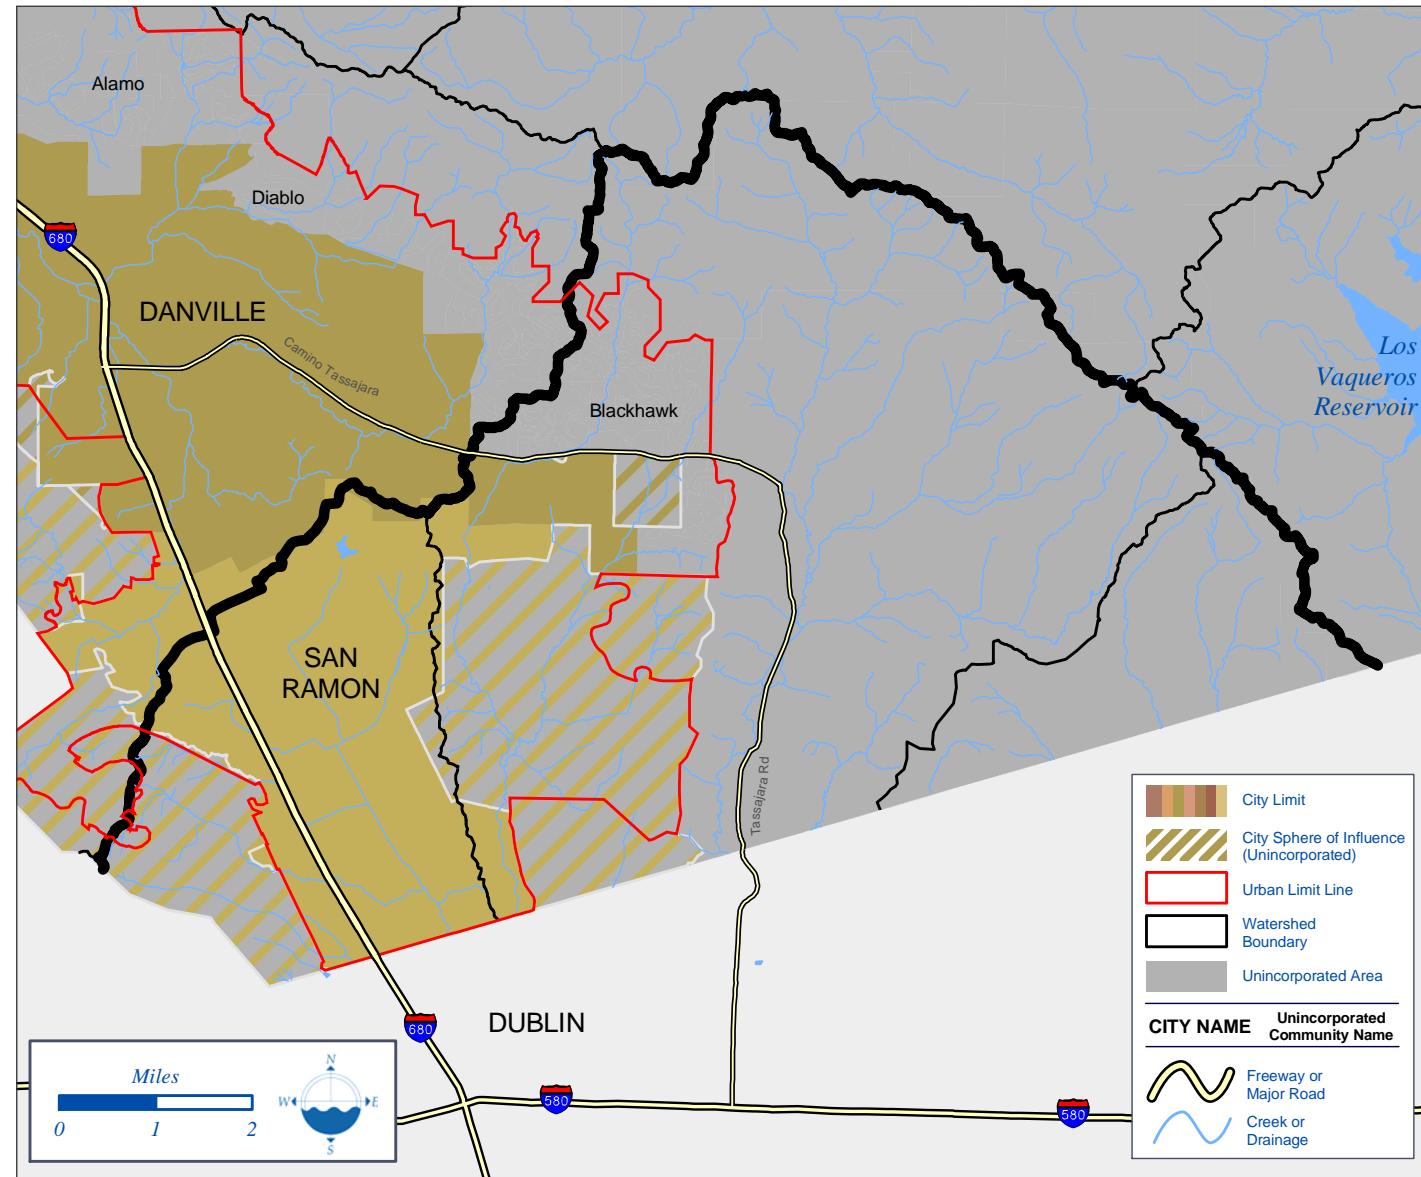 Alamo
Diablo
680
DANVILLE
Camino Tassajara
Blackhawk
Los
Vaqueros
Reservoir
SAN
RAMON
Tassajara Rd
680
DUBLIN
580
580
Miles
0 1 2
N
W E
S
City Limit
City Sphere of Influence
(Unincorporated)
Urban Limit Line
Watershed
Boundary
Unincorporated Area
CITY NAME Unincorporated
Community Name
Freeway or
Major Road
Creek or
Drainage